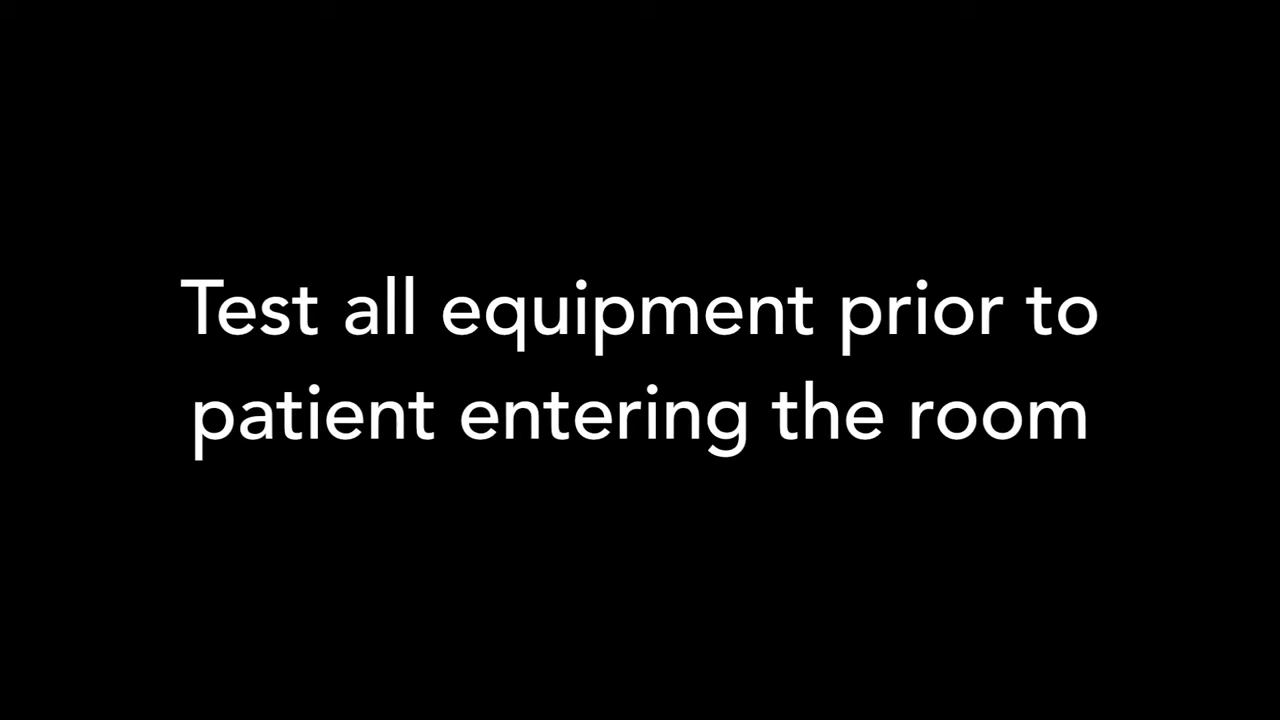 Test all equipment prior to
patient entering the room